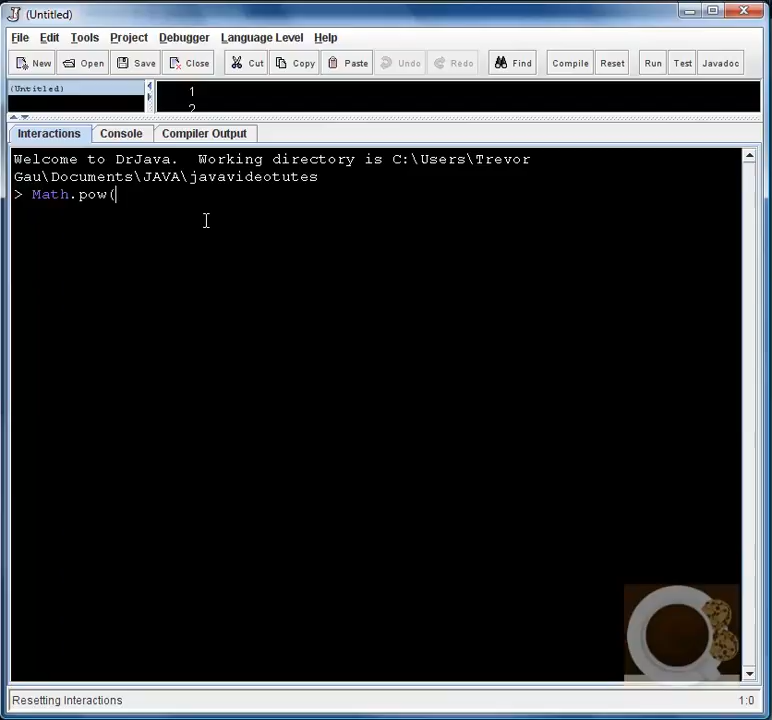 (Untitled)
File Edit Tools Project Debugger Language Level Help
New Open Save Close Cut Copy Paste Undo Redo Find Compile Reset Run Test Javadoc
(Untitled)
1
2
Interactions Console Compiler Output
Welcome to DrJava.  Working directory is C:\Users\Trevor
Gau\Documents\JAVA\javavideotutes
> Math.pow(
Resetting Interactions 1:0